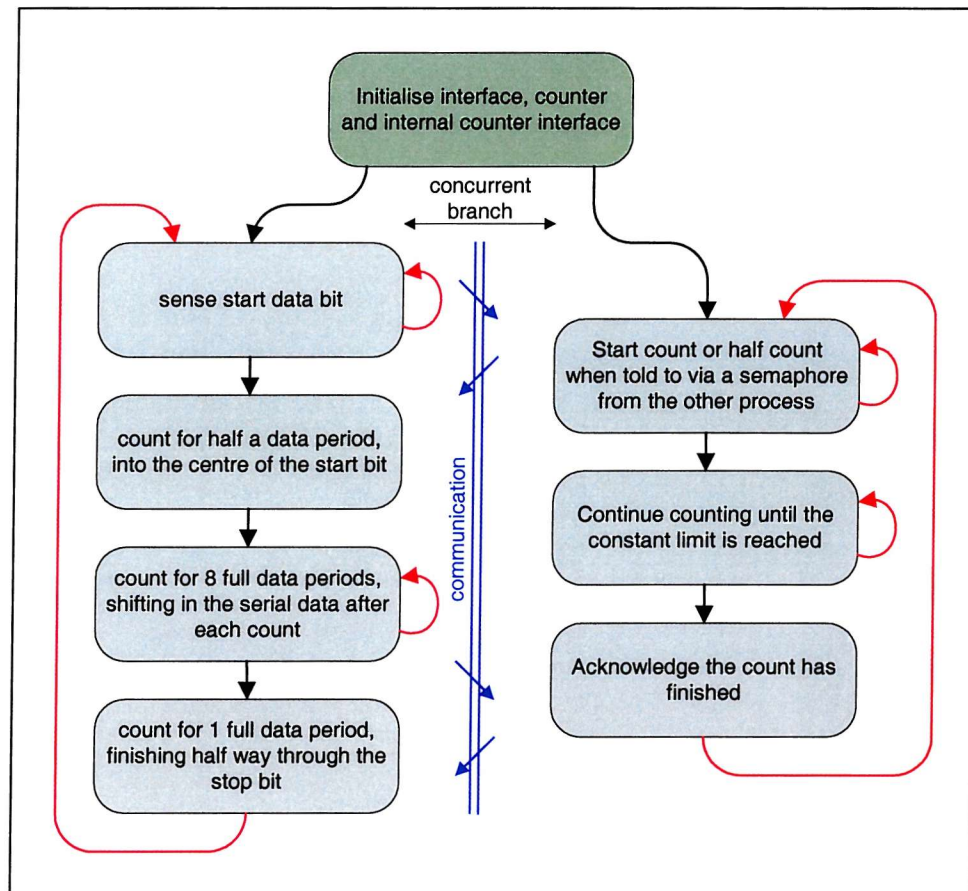 Initialise interface, counter
and internal counter interface
concurrent
branch
sense start data bit
count for half a data period,
into the centre of the start bit
count for 8 full data periods,
shifting in the serial data after
each count
count for 1 full data period,
finishing half way through the
stop bit
communication
Start count or half count
when told to via a semaphore
from the other process
Continue counting until the
constant limit is reached
Acknowledge the count has
finished